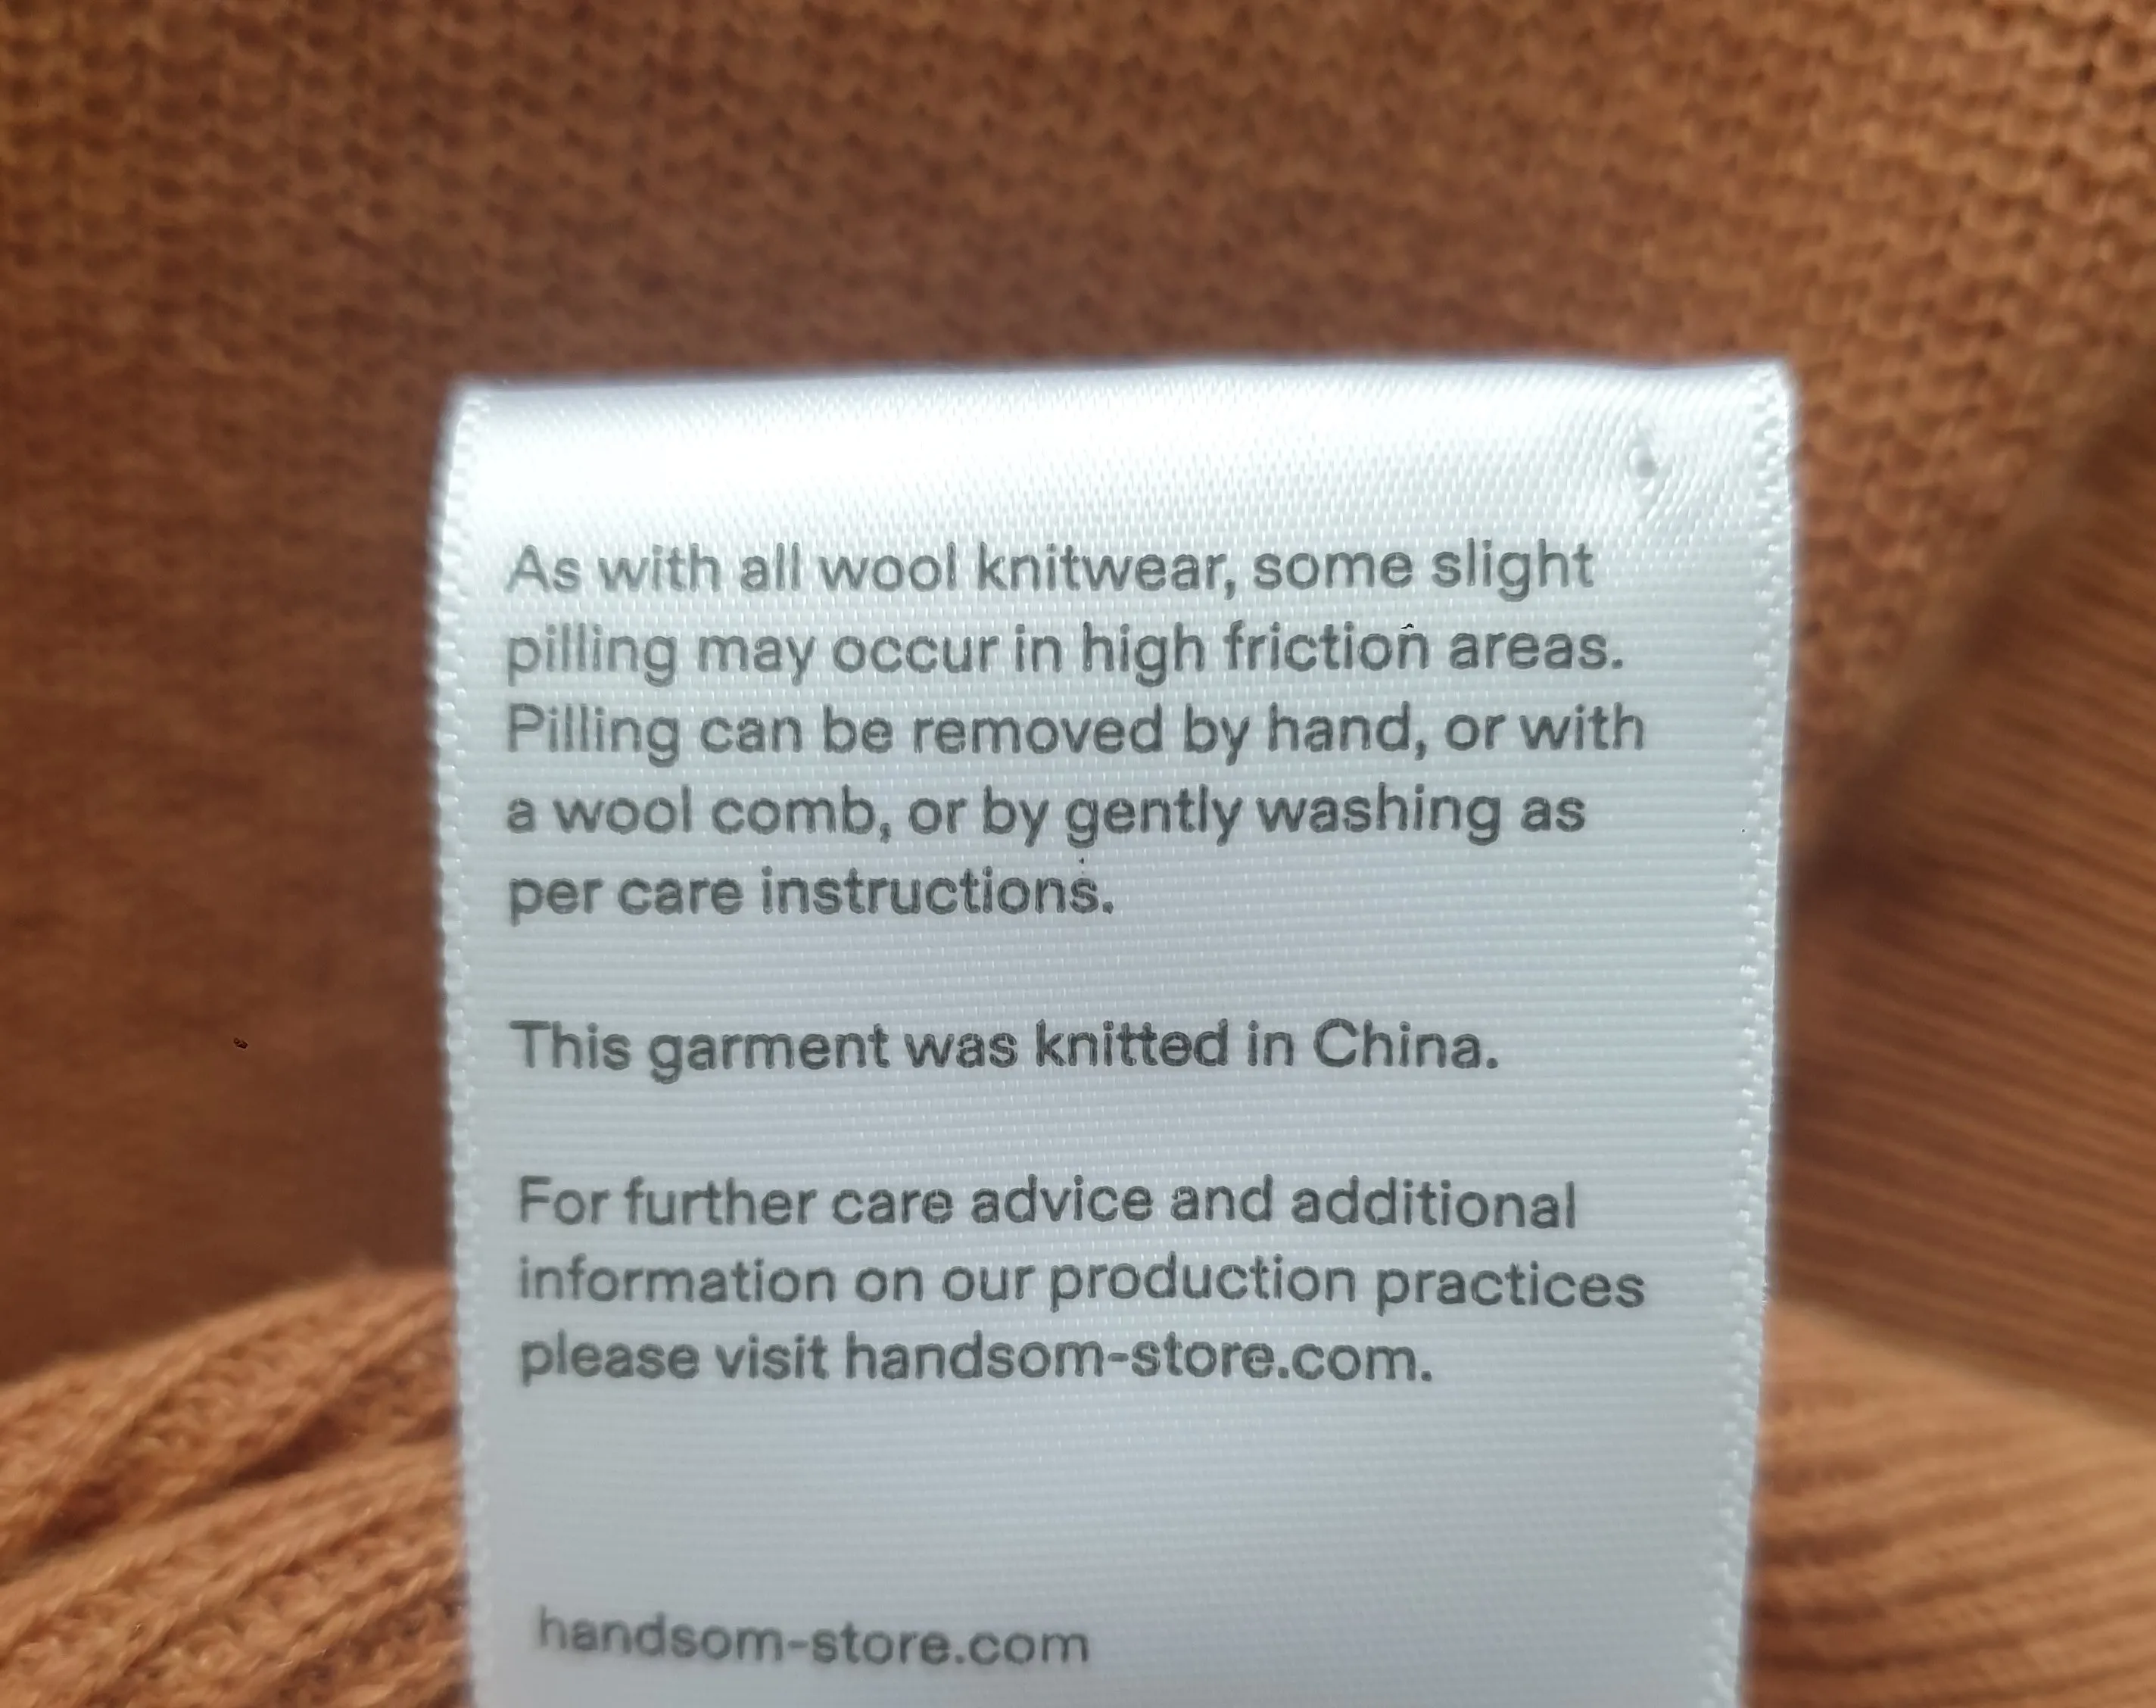 As with all wool knitwear, some slight
pilling may occur in high friction areas.
Pilling can be removed by hand, or with
a wool comb, or by gently washing as
per care instructions.
This garment was knitted in China.
For further care advice and additional
information on our production practices
please visit handsom-store.com.
handsom-store.com